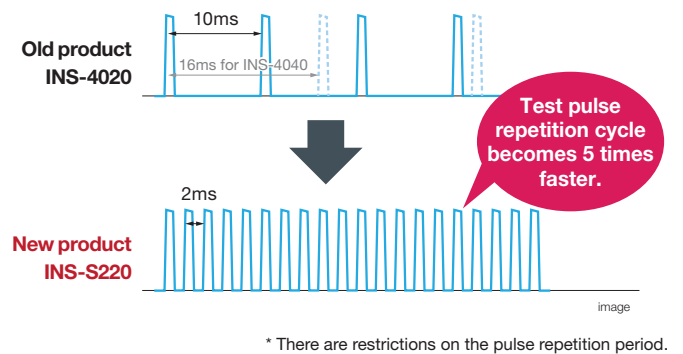 10ms
Old product
INS-4020
16ms for INS-4040
Test pulse
repetition cycle
becomes 5 times
faster.
2ms
New product
INS-S220
image
* There are restrictions on the pulse repetition period.